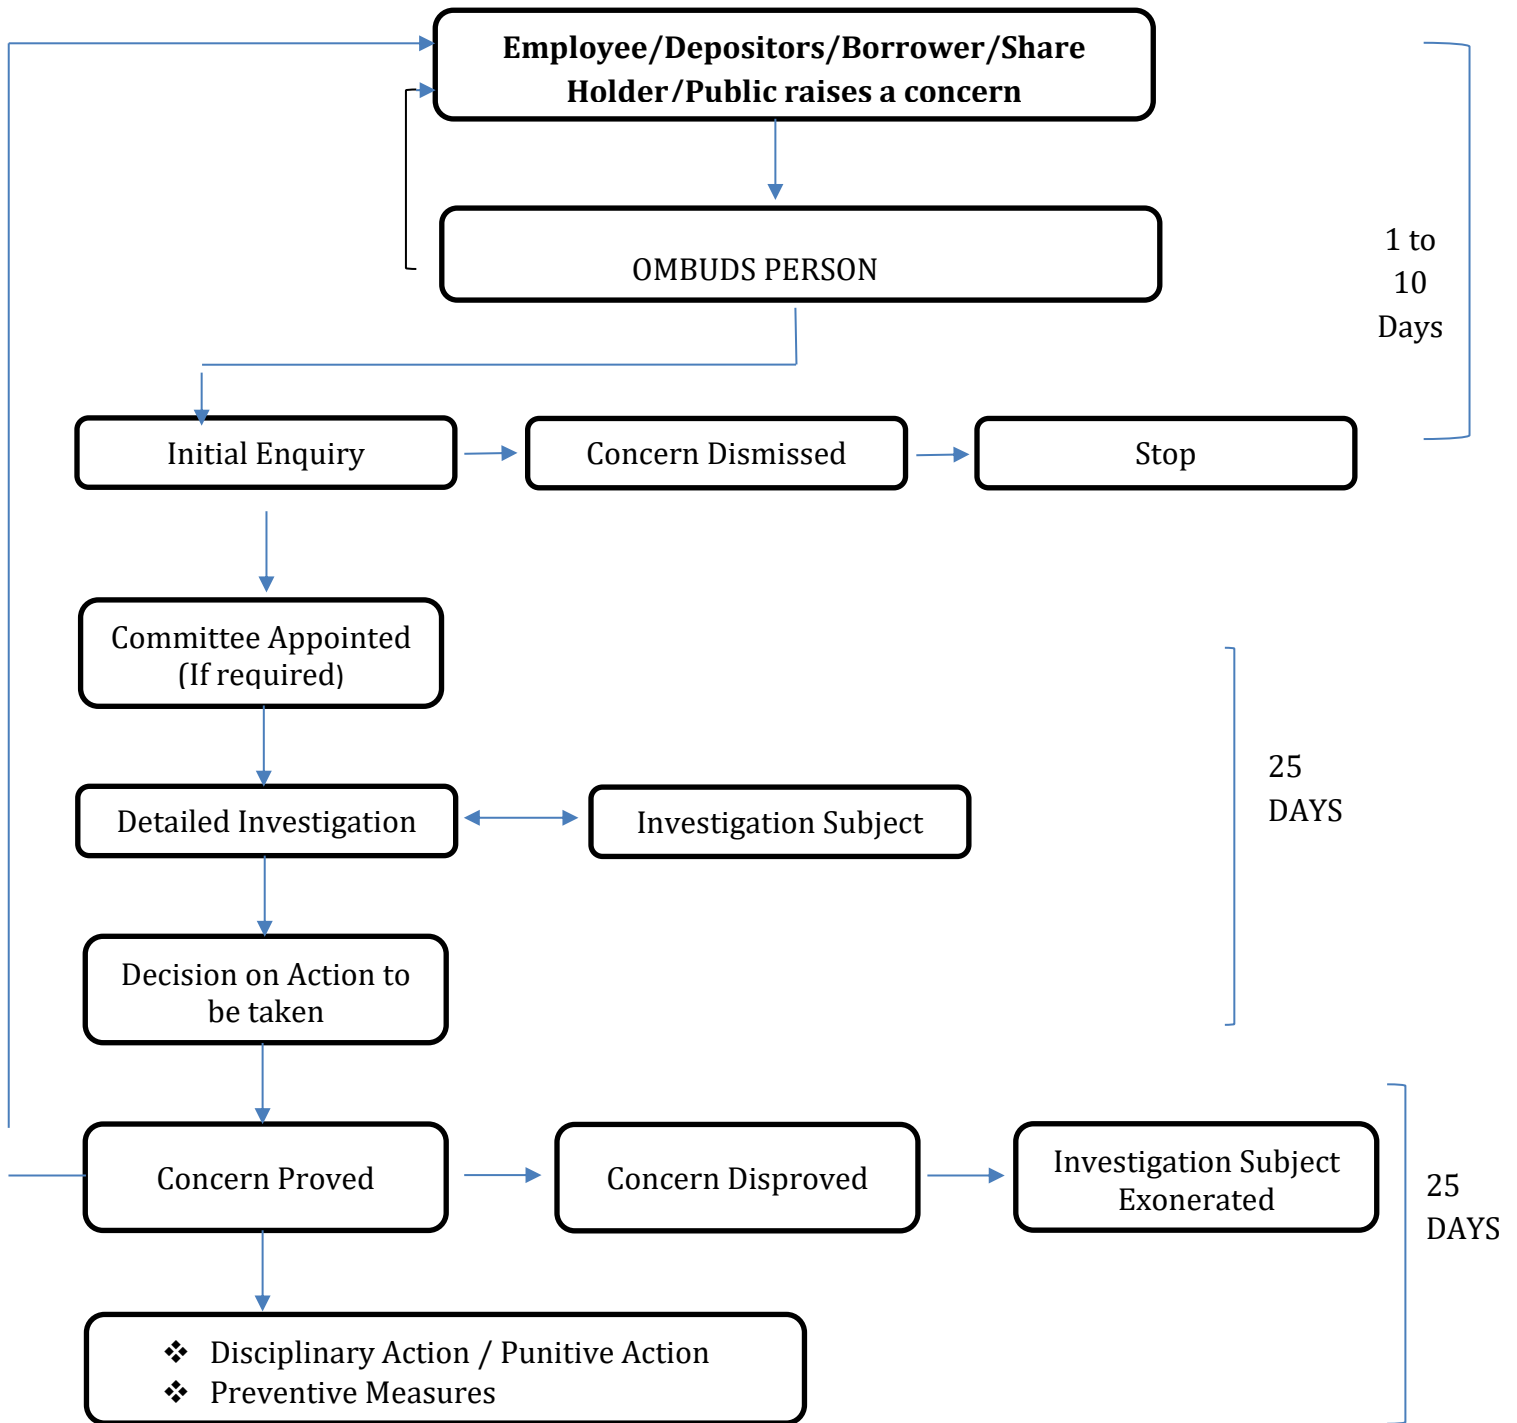 Employee/Depositors/Borrower/Share
Holder/Public raises a concern
OMBUDS PERSON
1 to
10
Days
Initial Enquiry
Concern Dismissed
Stop
Committee Appointed
(If required)
25
DAYS
Detailed Investigation
Investigation Subject
Decision on Action to
be taken
Concern Proved
Concern Disproved
Investigation Subject
Exonerated
25
DAYS
❖ Disciplinary Action / Punitive Action
❖ Preventive Measures